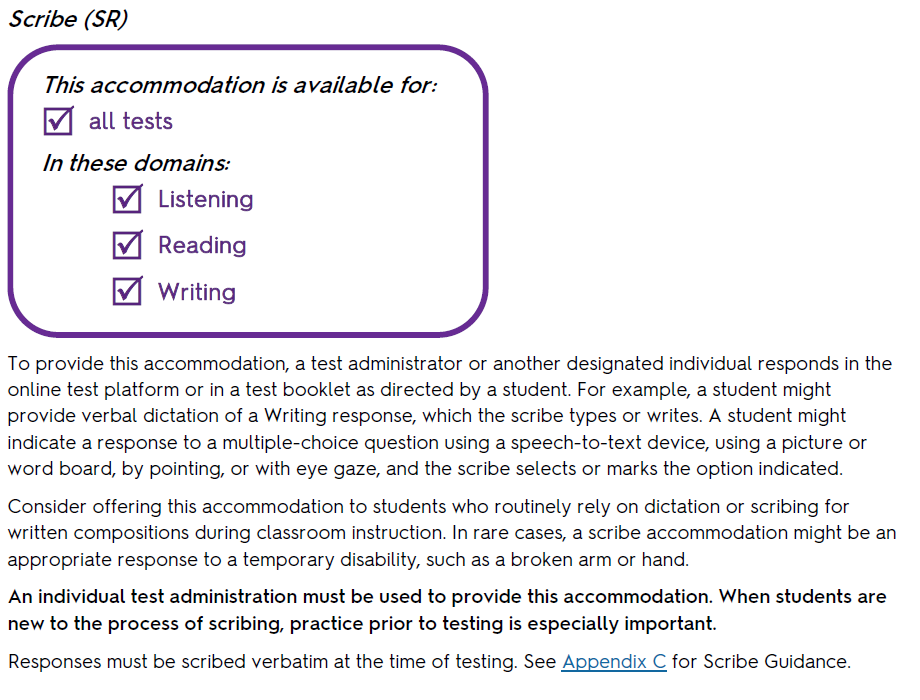 Scribe (SR)
This accommodation is available for:
all tests
In these domains:
Listening
Reading
Writing
To provide this accommodation, a test administrator or another designated individual responds in the
online test platform or in a test booklet as directed by a student. For example, a student might
provide verbal dictation of a Writing response, which the scribe types or writes. A student might
indicate a response to a multiple-choice question using a speech-to-text device, using a picture or
word board, by pointing, or with eye gaze, and the scribe selects or marks the option indicated.
Consider offering this accommodation to students who routinely rely on dictation or scribing for
written compositions during classroom instruction. In rare cases, a scribe accommodation might be an
appropriate response to a temporary disability, such as a broken arm or hand.
An individual test administration must be used to provide this accommodation. When students are
new to the process of scribing, practice prior to testing is especially important.
Responses must be scribed verbatim at the time of testing. See Appendix C for Scribe Guidance.